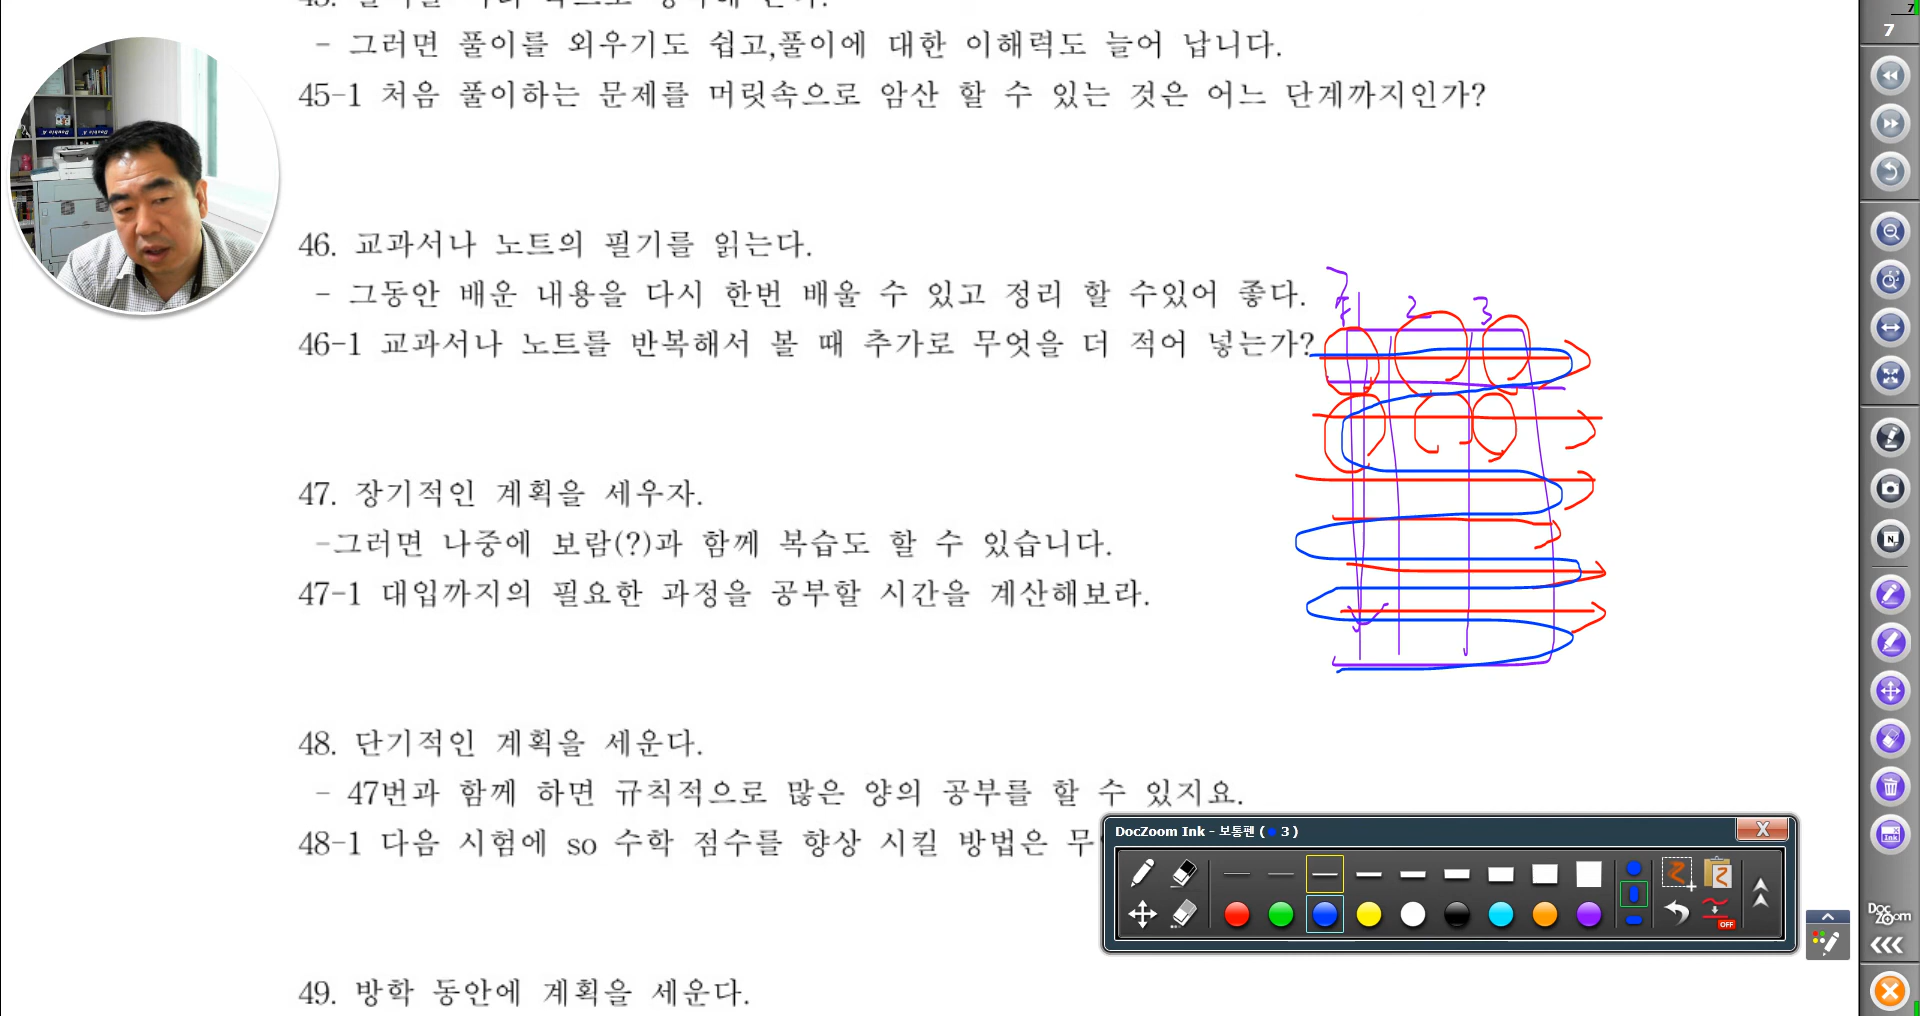 7
7
- 그러면 풀이를 외우기도 쉽고,풀이에 대한 이해력도 늘어 납니다.
45-1 처음 풀이하는 문제를 머릿속으로 암산 할 수 있는 것은 어느 단계까지인가?
46. 교과서나 노트의 필기를 읽는다.
- 그동안 배운 내용을 다시 한번 배울 수 있고 정리 할 수있어 좋다.
46-1 교과서나 노트를 반복해서 볼 때 추가로 무엇을 더 적어 넣는가?
2 3
47. 장기적인 계획을 세우자.
-그러면 나중에 보람(?)과 함께 복습도 할 수 있습니다.
47-1 대입까지의 필요한 과정을 공부할 시간을 계산해보라.
48. 단기적인 계획을 세운다.
- 47번과 함께 하면 규칙적으로 많은 양의 공부를 할 수 있지요.
48-1 다음 시험에 so 수학 점수를 향상 시킬 방법은
49. 방학 동안에 계획을 세운다.
DocZoom Ink - 보통펜 ( 3 )
OFF
Doc Zoom